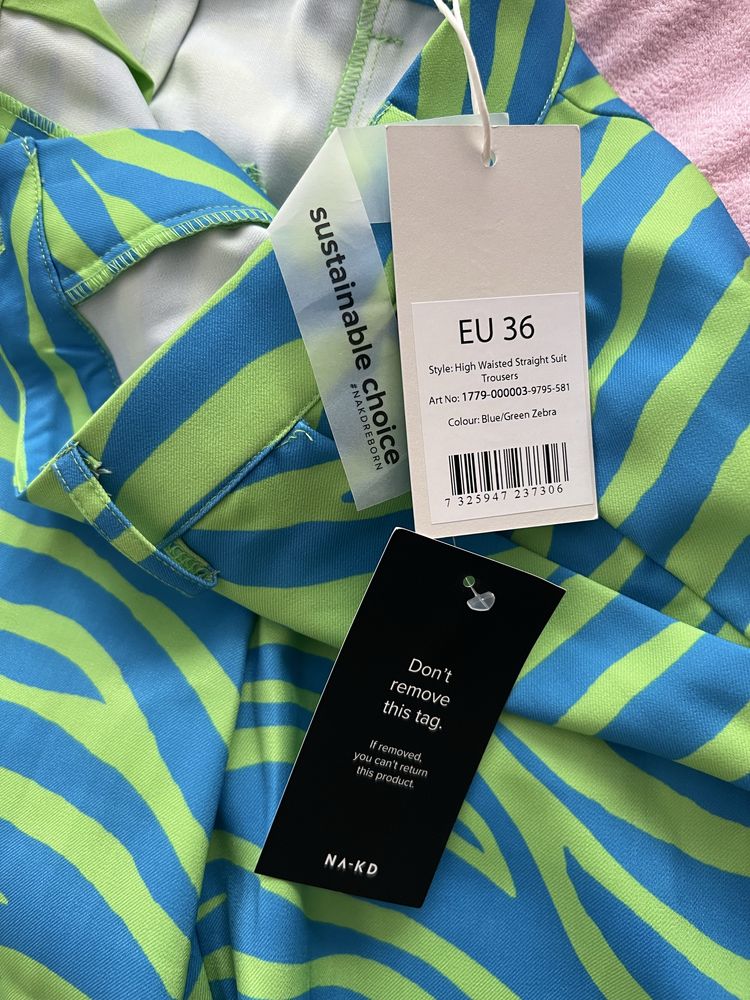 sustainable choice
#NAKDREBORN
EU 36
Style: High Waisted Straight Suit
Trousers
Art No: 1779-000003-9795-581
Colour: Blue/Green Zebra
7 325947 237306
Don't
remove
this tag.
If removed,
you can't return
this product.
NA-KD